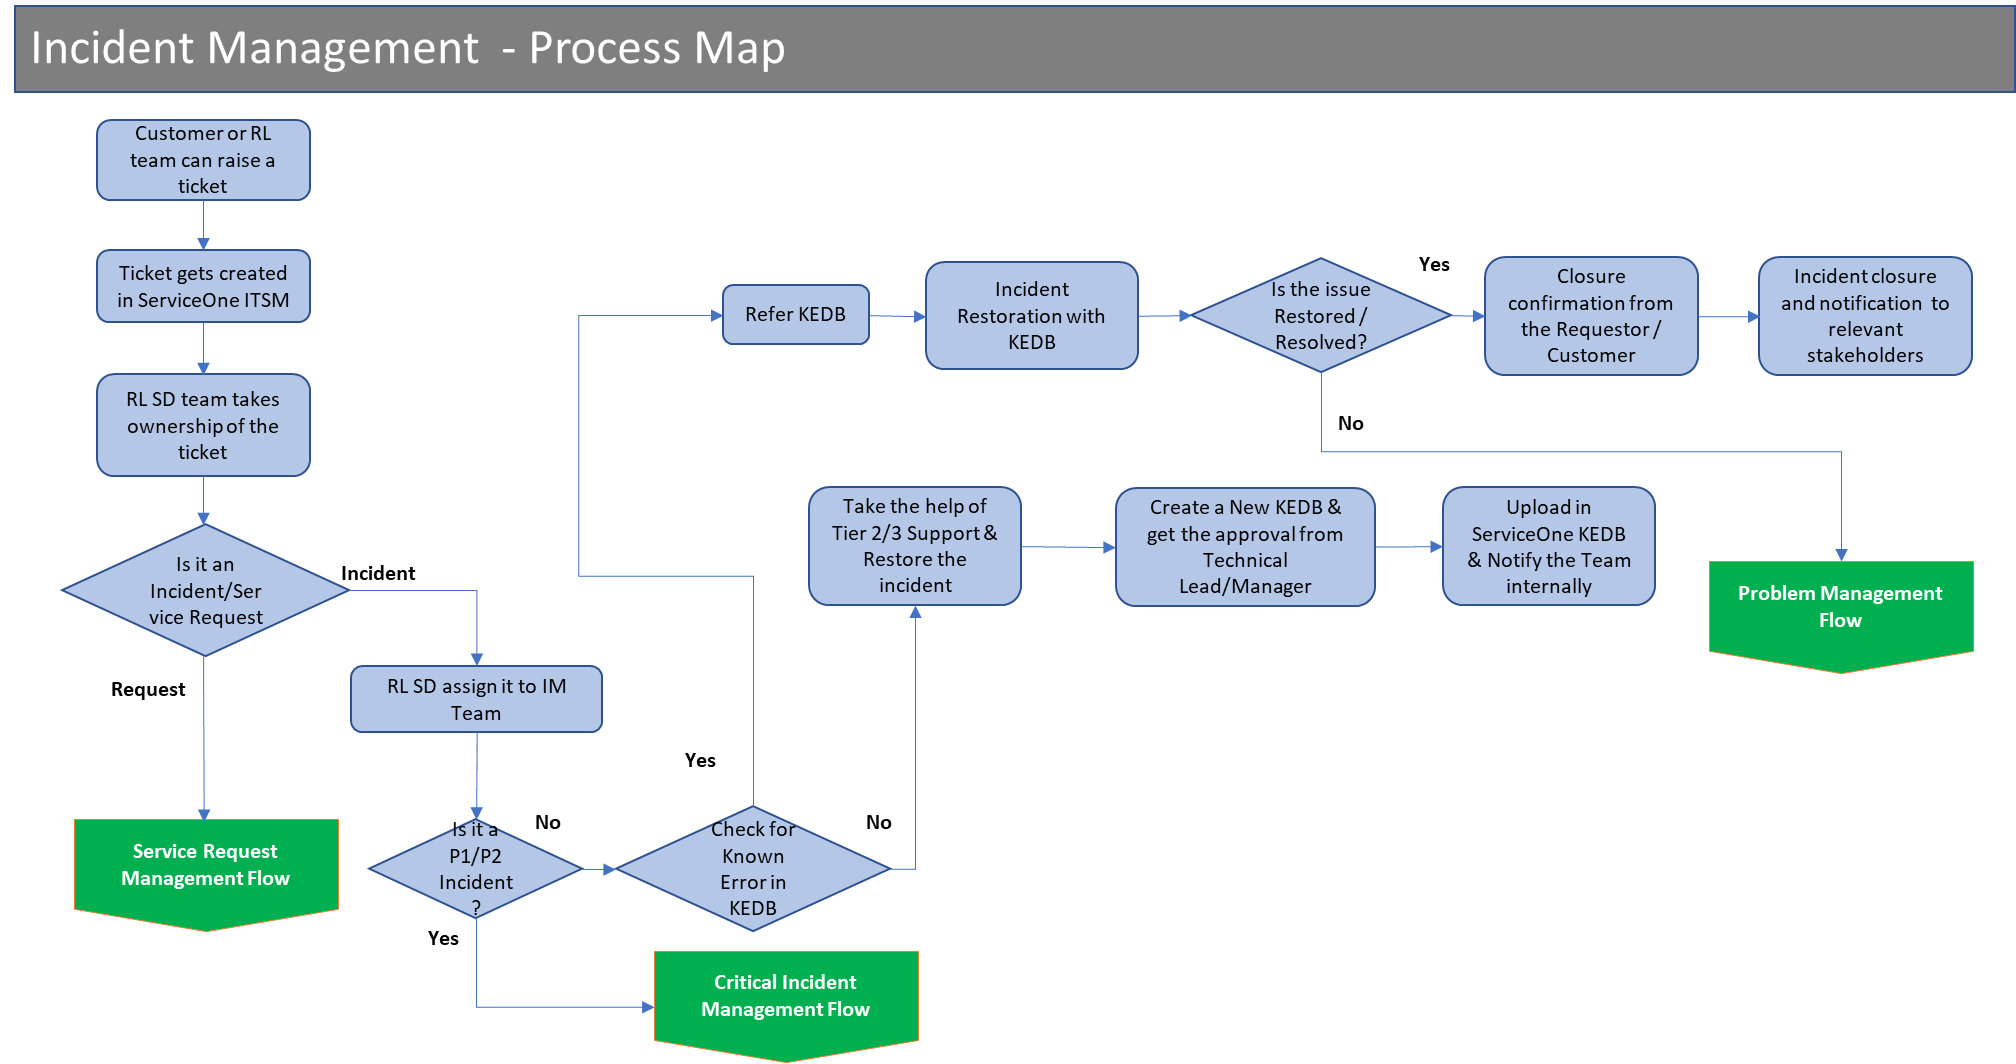 Incident Management - Process Map
Customer or RL
team can raise a
ticket
Ticket gets created
in ServiceOne ITSM
RL SD team takes
ownership of the
ticket
Is it an
Incident/Ser
vice Request
Incident
Request
Service Request
Management Flow
RL SD assign it to IM
Team
Is it a
P1/P2
Incident
?
No
Yes
Critical Incident
Management Flow
Check for
Known
Error in
KEDB
Yes
No
Refer KEDB
Incident
Restoration with
KEDB
Is the issue
Restored /
Resolved?
Yes
No
Closure
confirmation from
the Requestor /
Customer
Incident closure
and notification to
relevant
stakeholders
Take the help of
Tier 2/3 Support &
Restore the
incident
Create a New KEDB &
get the approval from
Technical
Lead/Manager
Upload in
ServiceOne KEDB
& Notify the Team
internally
Problem Management
Flow